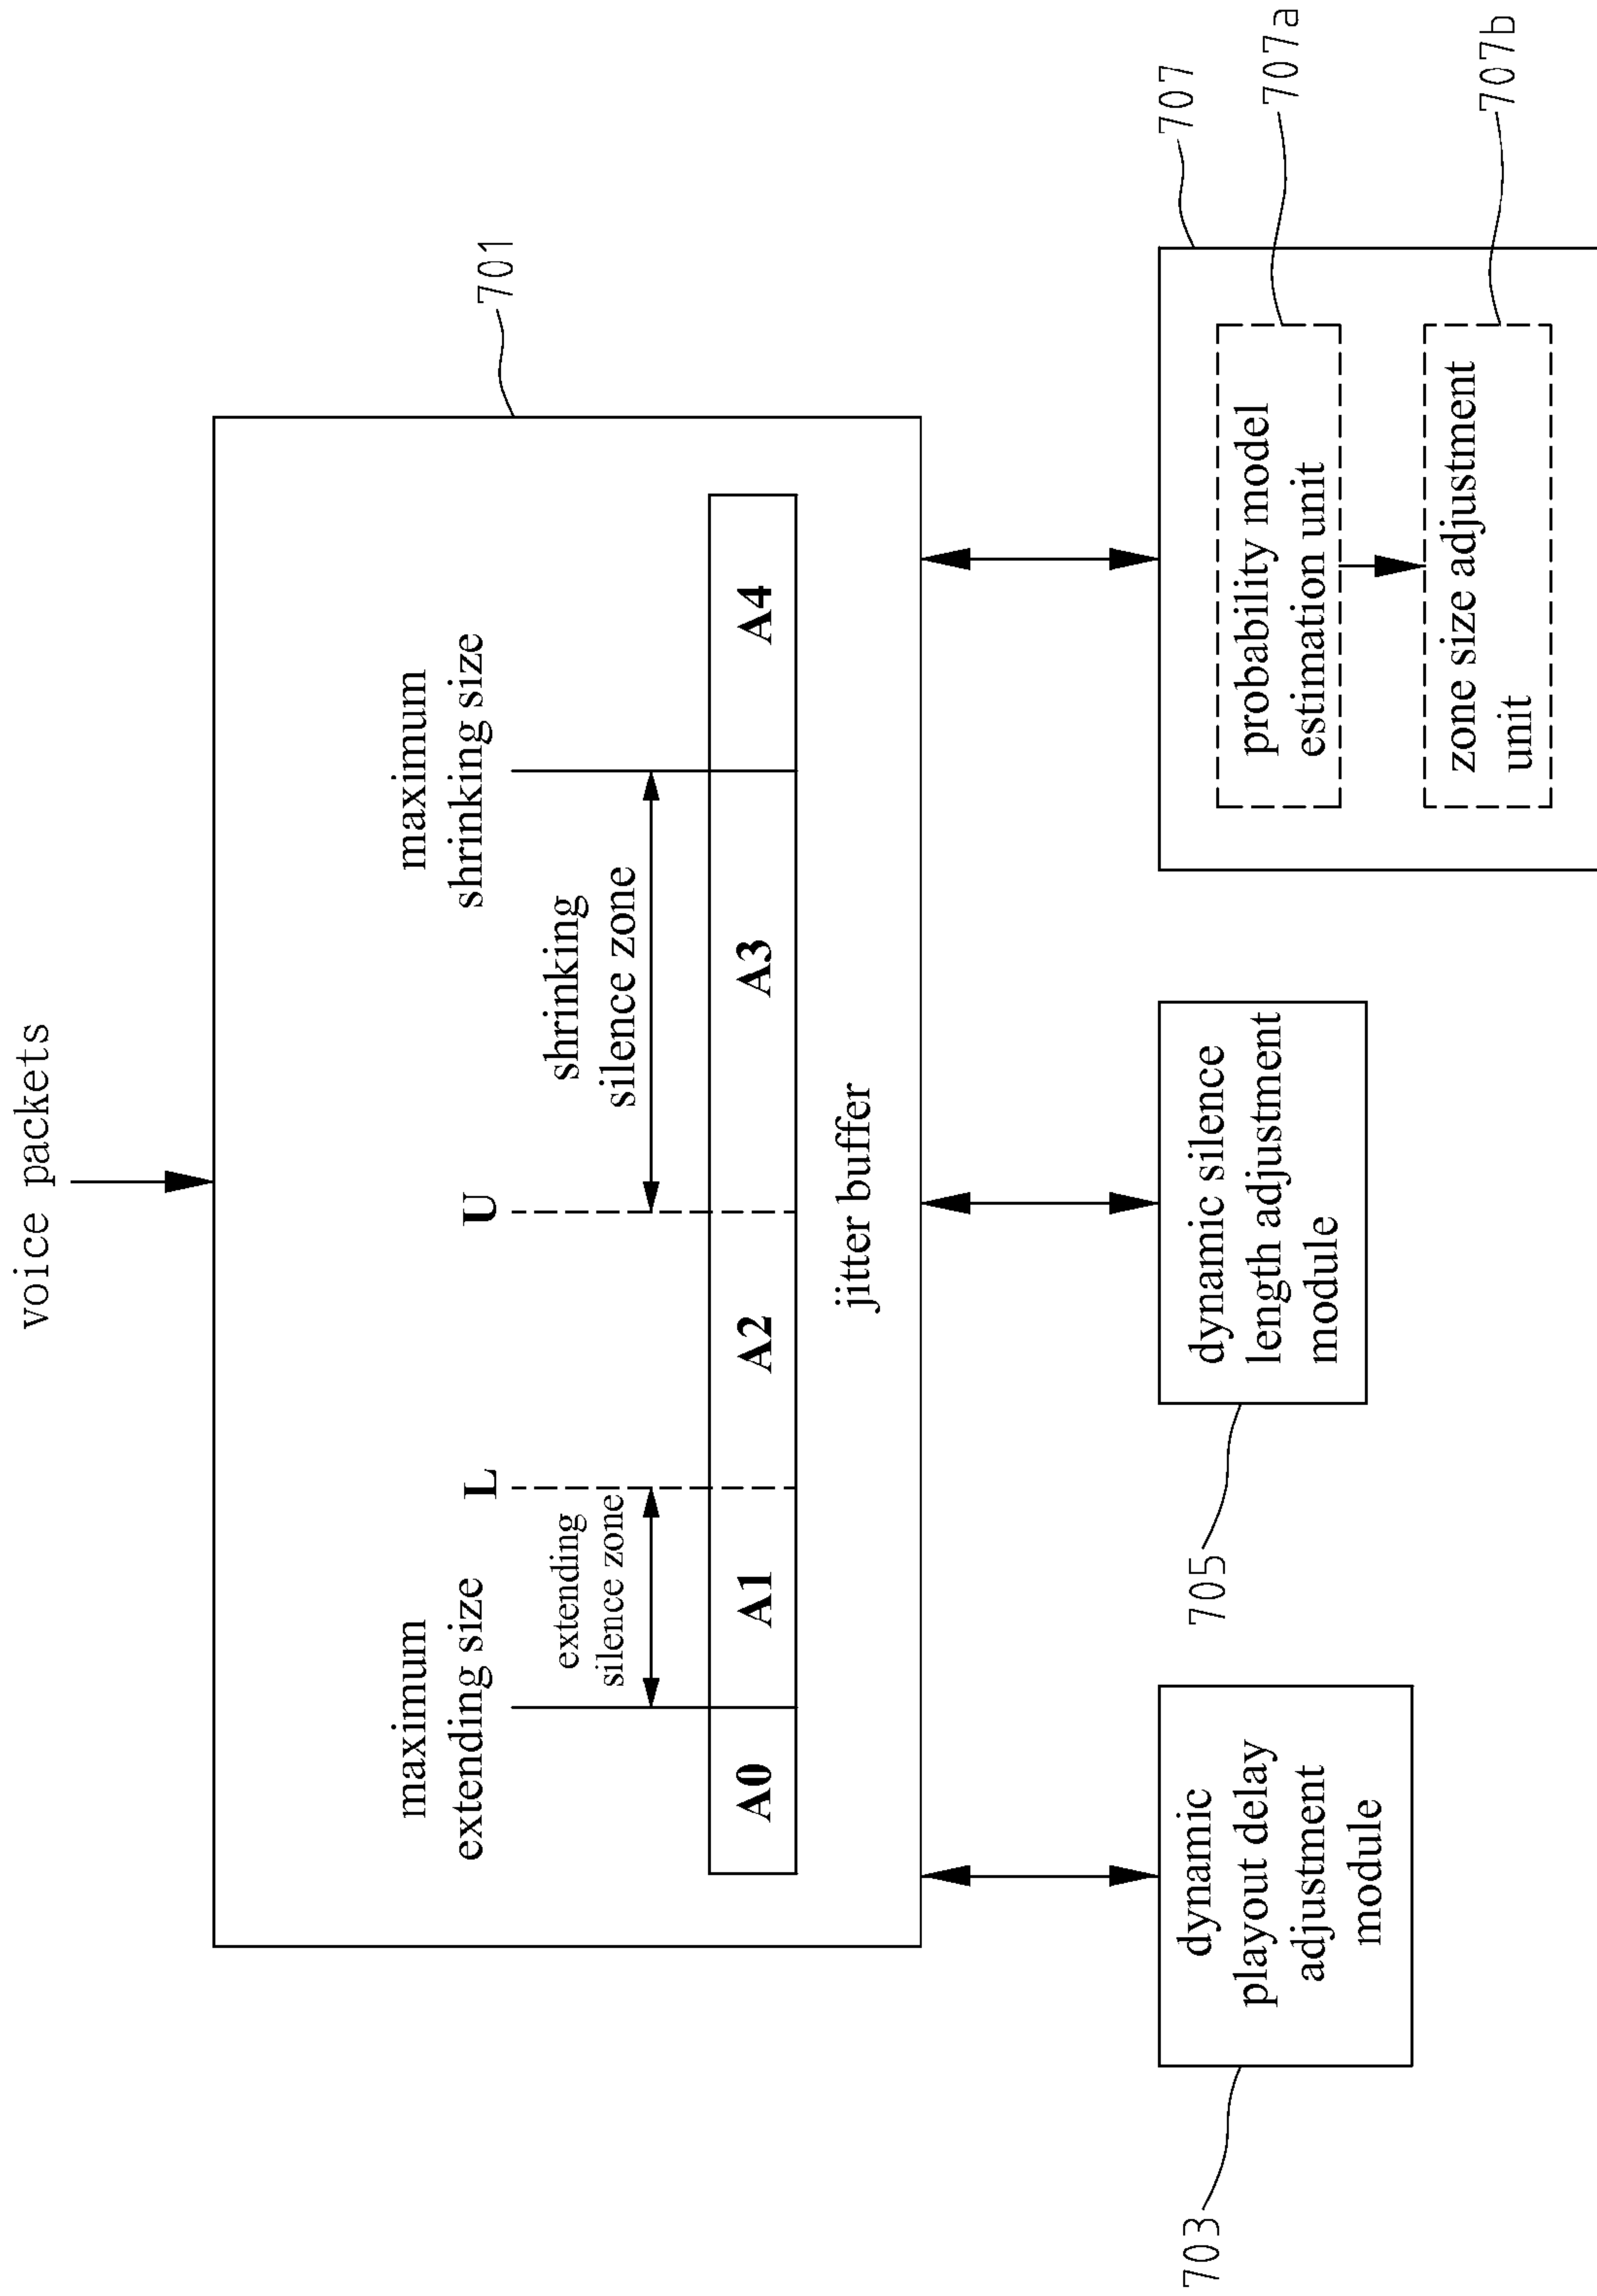 voice packets
701
maximum
extending size
L
U
maximum
shrinking size
extending
silence zone
shrinking
silence zone
A0
A1
A2
A3
A4
jitter buffer
703
dynamic
playout delay
adjustment
module
705
dynamic silence
length adjustment
module
707
707a
707b
probability model
estimation unit
zone size adjustment
unit